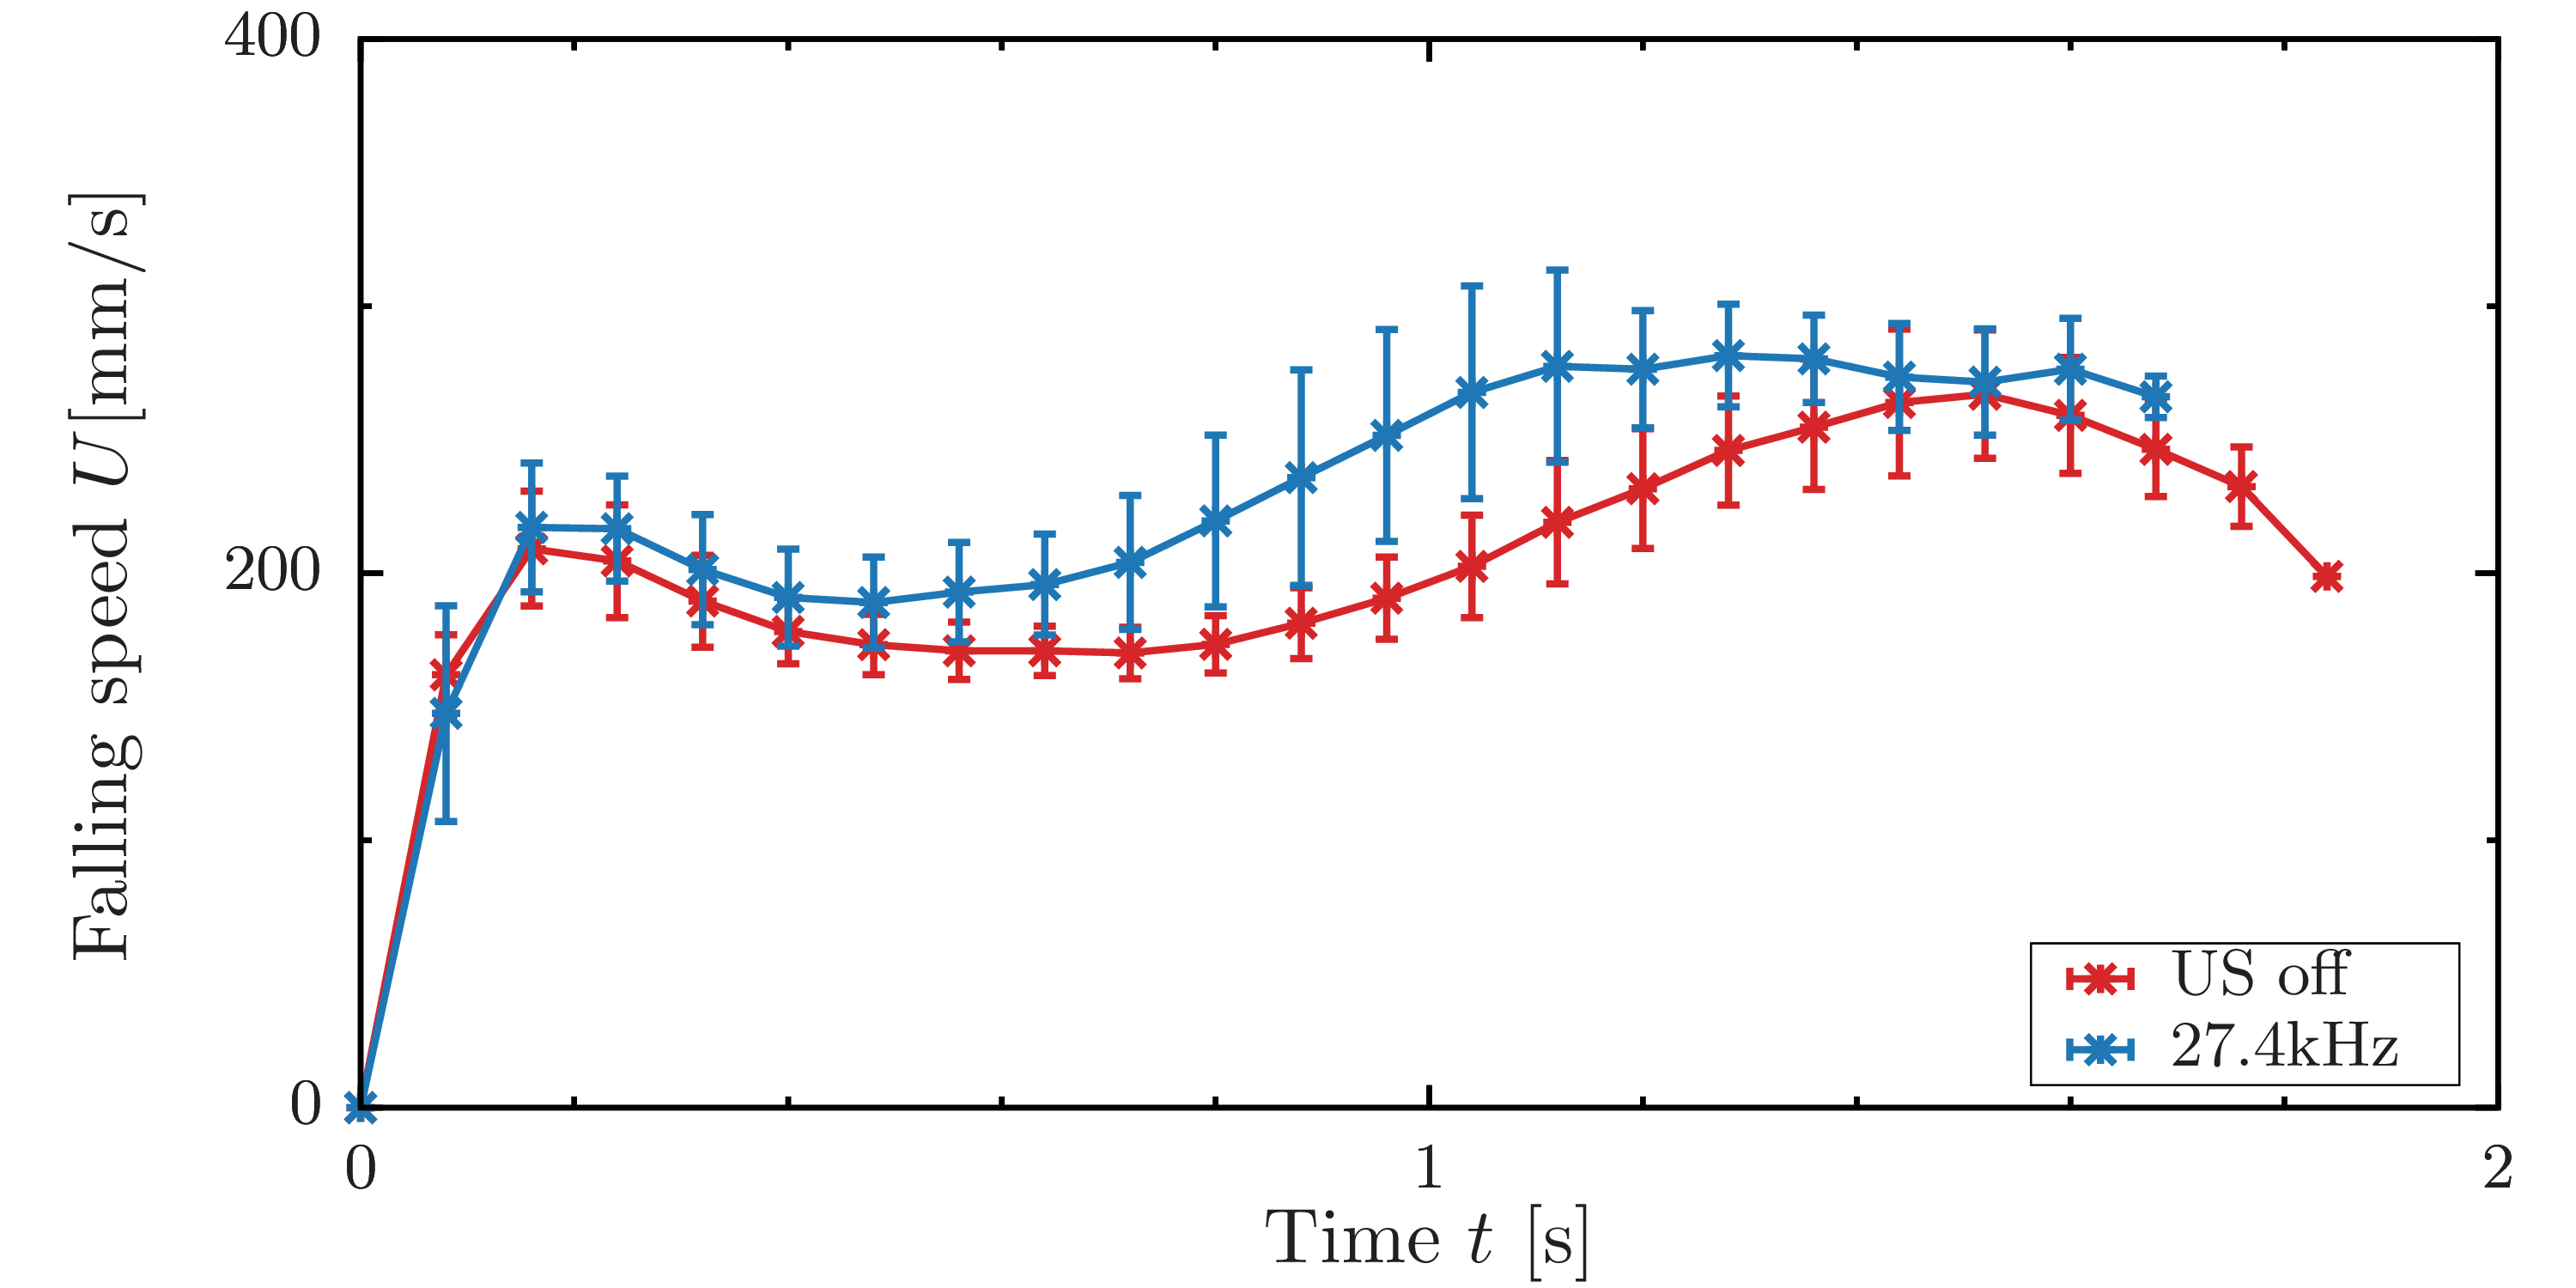 400
200
0
Falling speed U[mm/s]
US off
27.4kHz
0 1 2
Time t [s]